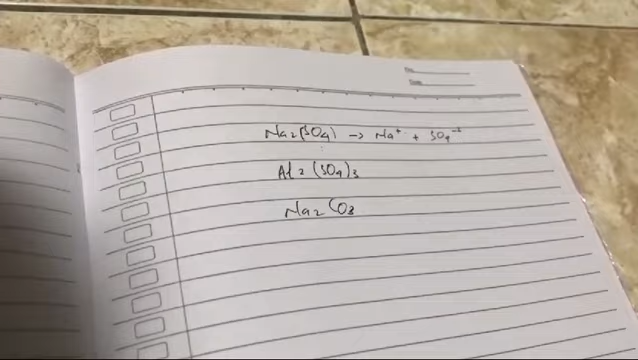 Na₂(SO₄) → Na⁺ + SO₄⁻²
Al₂(SO₄)₃
Na₂CO₃